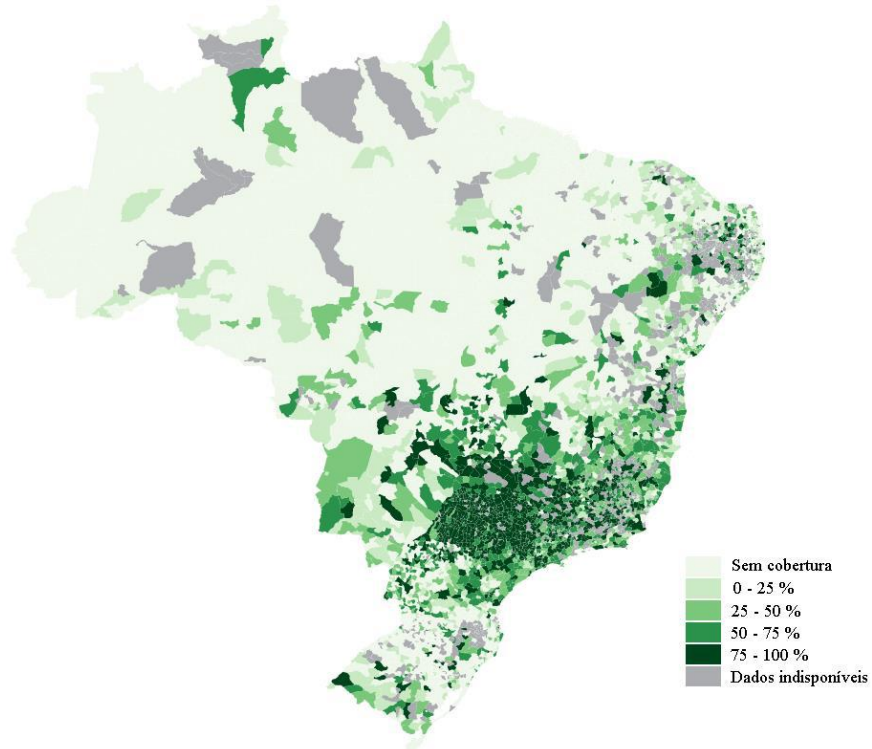 Sem cobertura
0 - 25 %
25 - 50 %
50 - 75 %
75 - 100 %
Dados indisponíveis